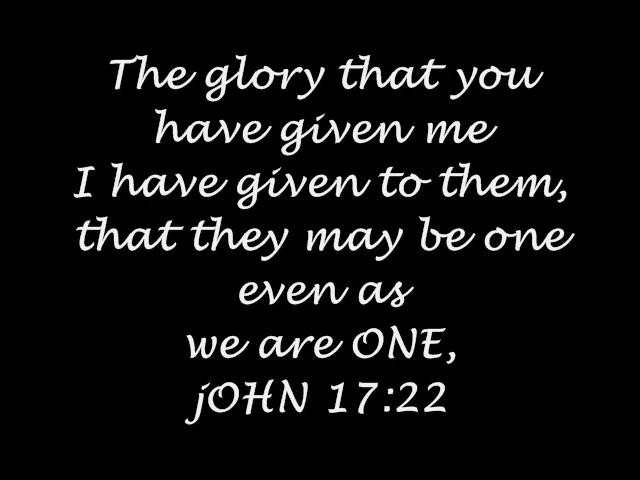 The glory that you
have given me
I have given to them,
that they may be one
even as
we are ONE,
jOHN 17:22